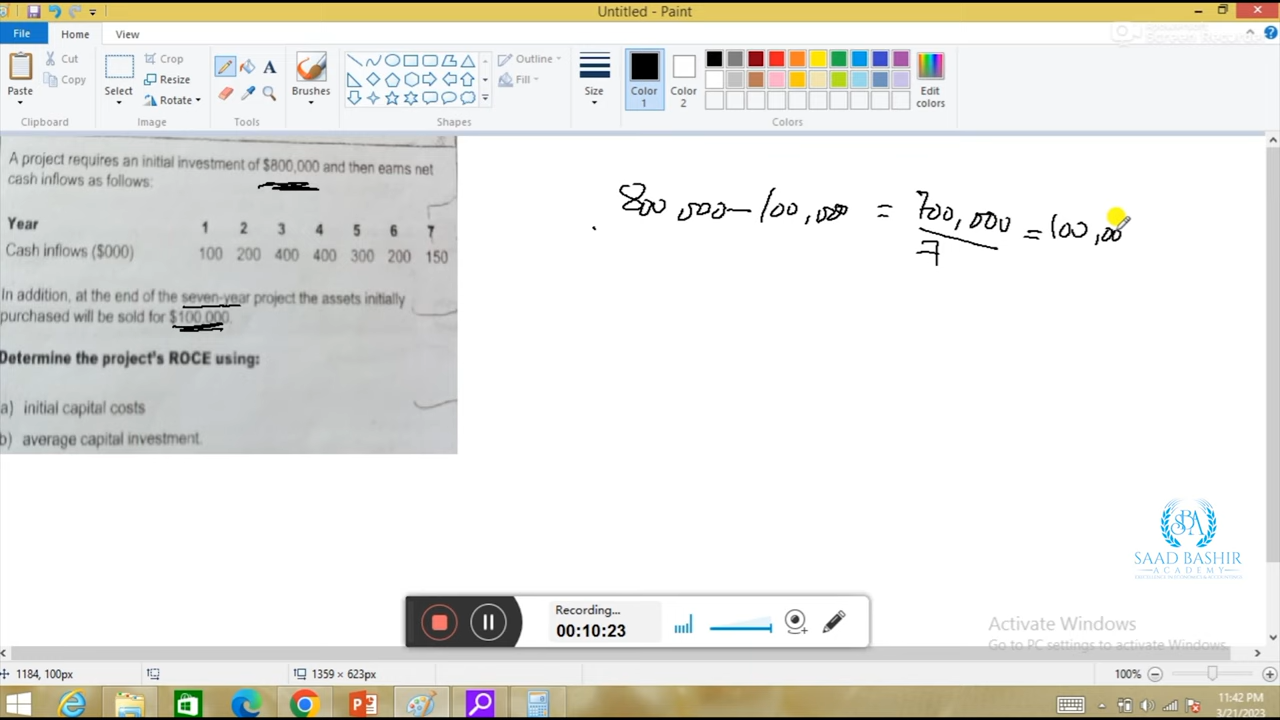 Untitled - Paint
File Home View
Cut
Copy
Paste
Clipboard
Select
Crop
Resize
Rotate
Image
A
Tools
Brushes
Outline
Fill
Shapes
Size
Color 1
Color 2
Edit colors
Colors
A project requires an initial investment of $800,000 and then earns net
cash inflows as follows:
Year 1 2 3 4 5 6 7
Cash inflows ($000) 100 200 400 400 300 200 150
In addition, at the end of the seven-year project the assets initially
purchased will be sold for $100,000.
Determine the project's ROCE using:
a) initial capital costs
b) average capital investment.
800,000 - 100,000 = 700,000 = 100,00
7
SBA
SAAD BASHIR
ACADEMY
Recording...
00:10:23
Activate Windows
Go to PC settings to activate Windows.
1184, 100px
1359 × 623px
100%
11:42 PM
3/21/2023